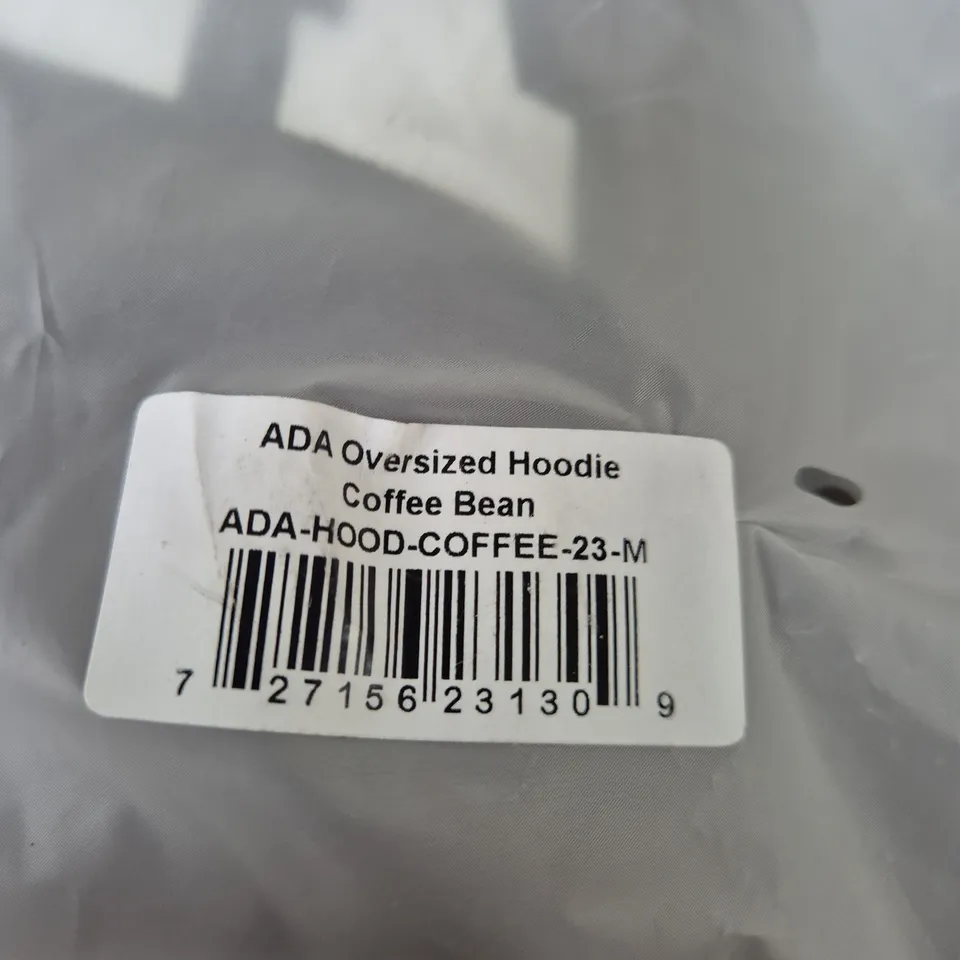 ADA Oversized Hoodie
Coffee Bean
ADA-HOOD-COFFEE-23-M
7 27156 23130 9